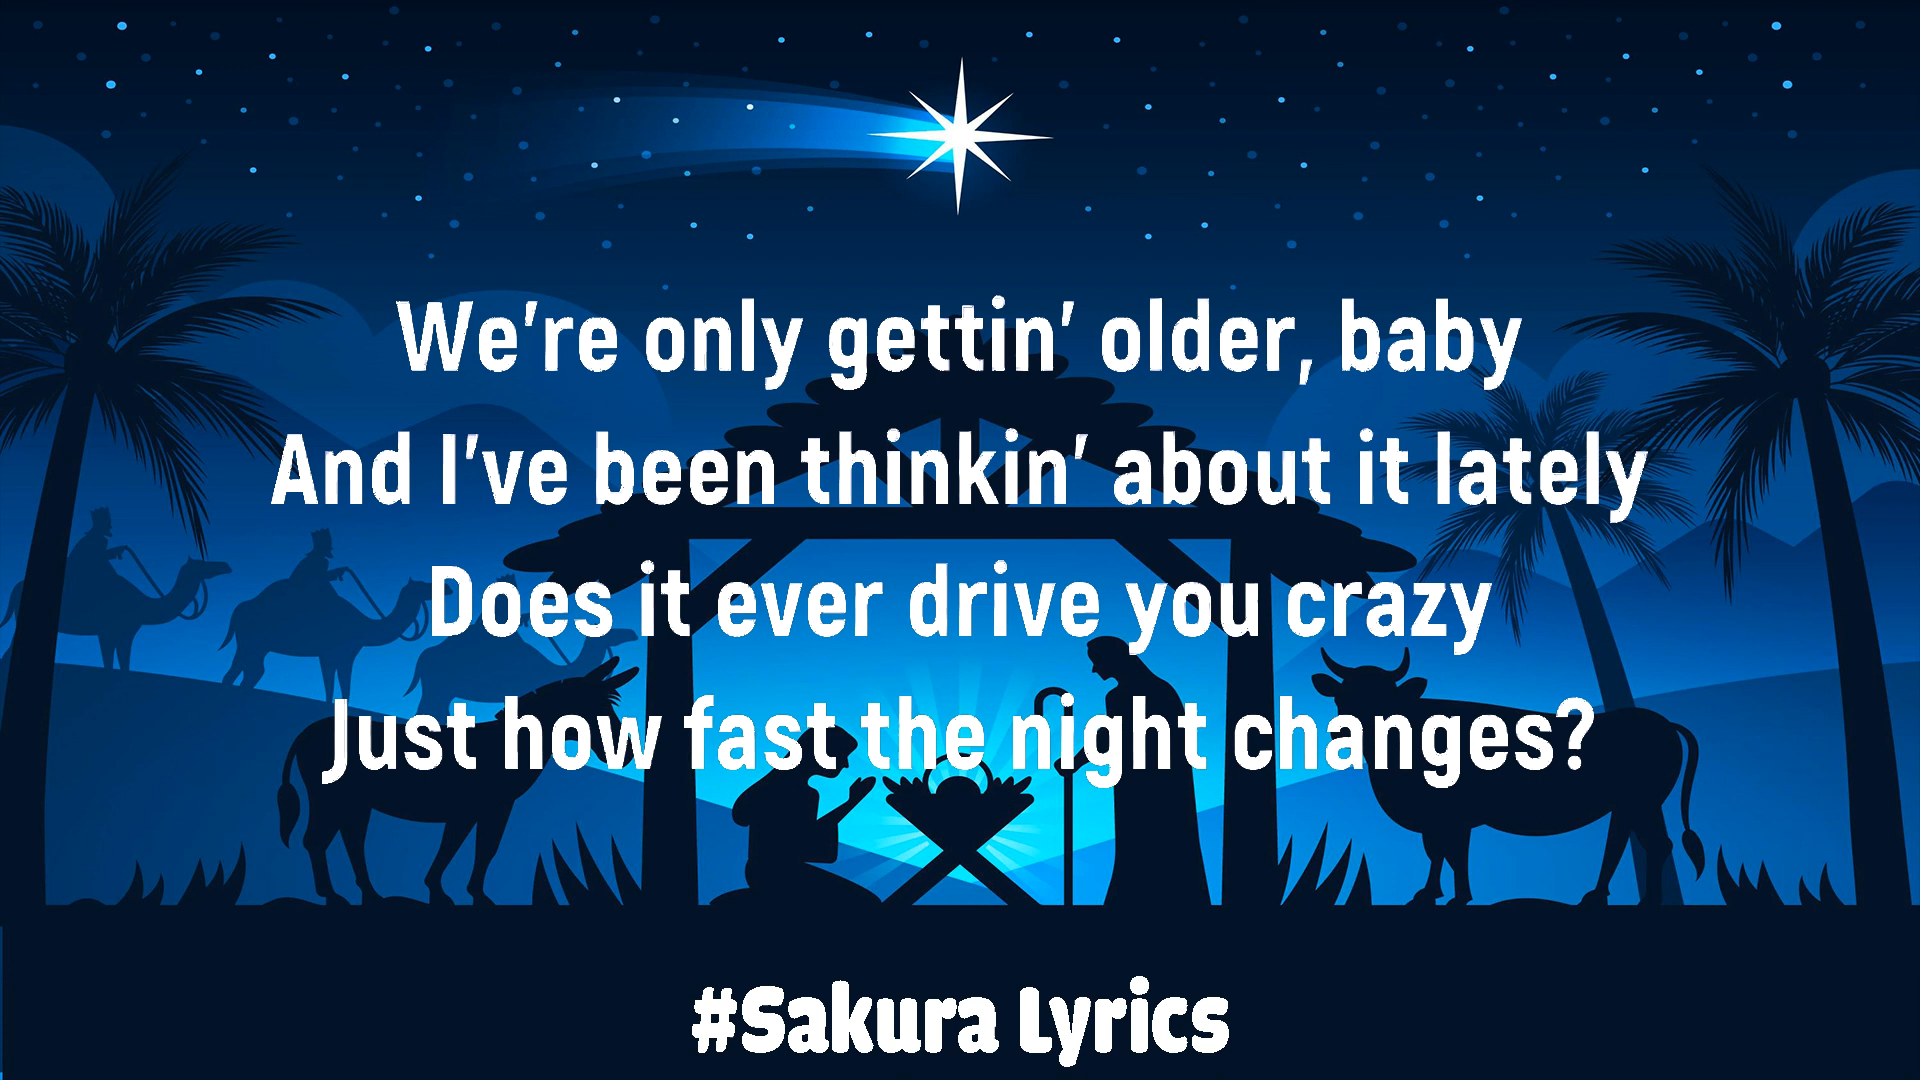 We're only gettin' older, baby
And I've been thinkin' about it lately
Does it ever drive you crazy
Just how fast the night changes?
#Sakura Lyrics